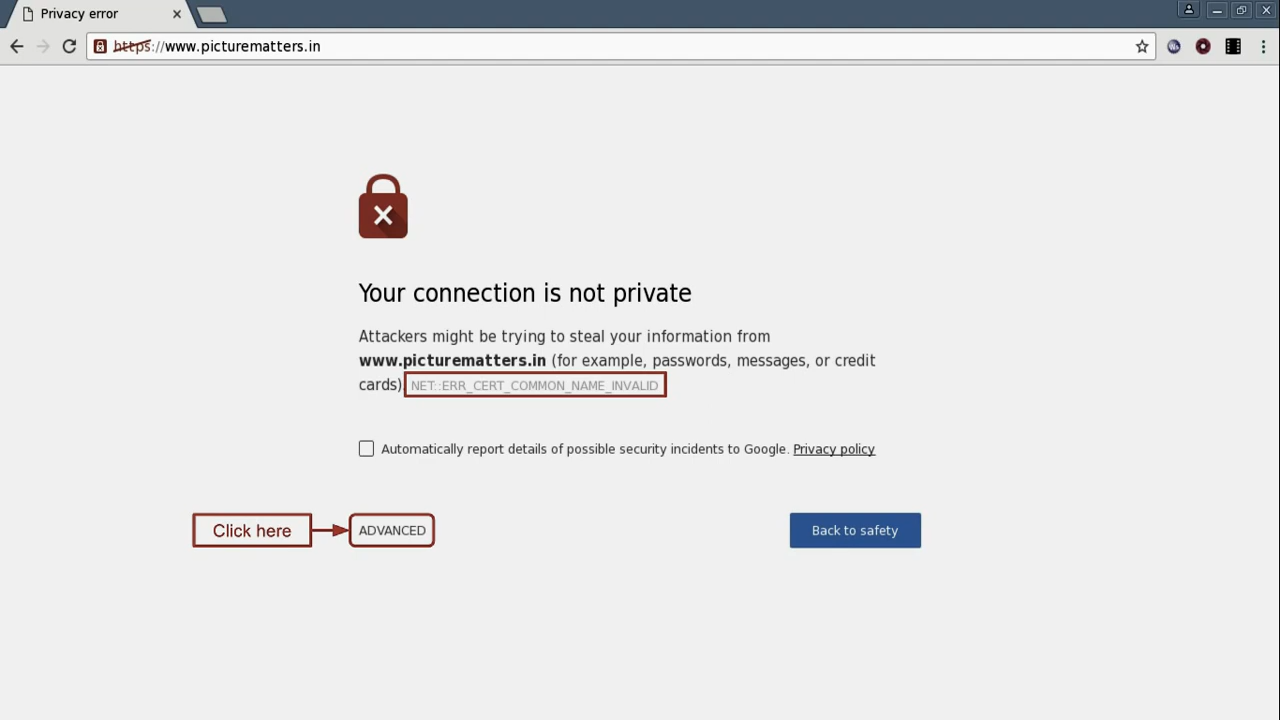 Privacy error
https://www.picturematters.in
Your connection is not private
Attackers might be trying to steal your information from
www.picturematters.in (for example, passwords, messages, or credit
cards). NET::ERR_CERT_COMMON_NAME_INVALID
Automatically report details of possible security incidents to Google. Privacy policy
Click here
ADVANCED
Back to safety